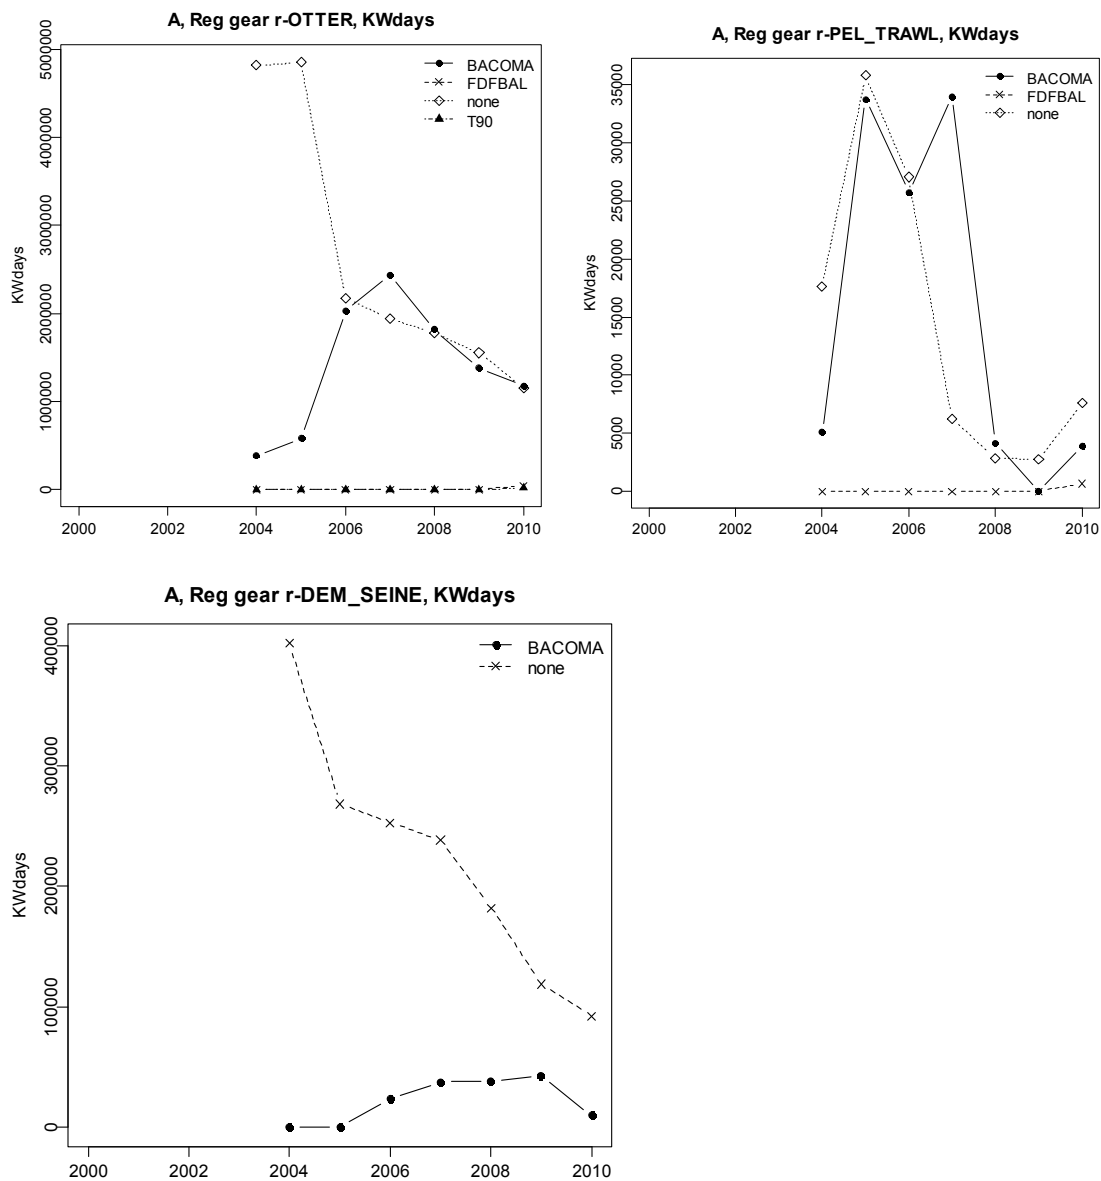 A, Reg gear r-OTTER, KWdays
KWdays
5000000
4000000
3000000
2000000
1000000
0
BACOMA
FDFBAL
none
T90
2000 2002 2004 2006 2008 2010
A, Reg gear r-PEL_TRAWL, KWdays
KWdays
35000
30000
25000
20000
15000
10000
5000
0
BACOMA
FDFBAL
none
2000 2002 2004 2006 2008 2010
A, Reg gear r-DEM_SEINE, KWdays
KWdays
400000
300000
200000
100000
0
BACOMA
none
2000 2002 2004 2006 2008 2010